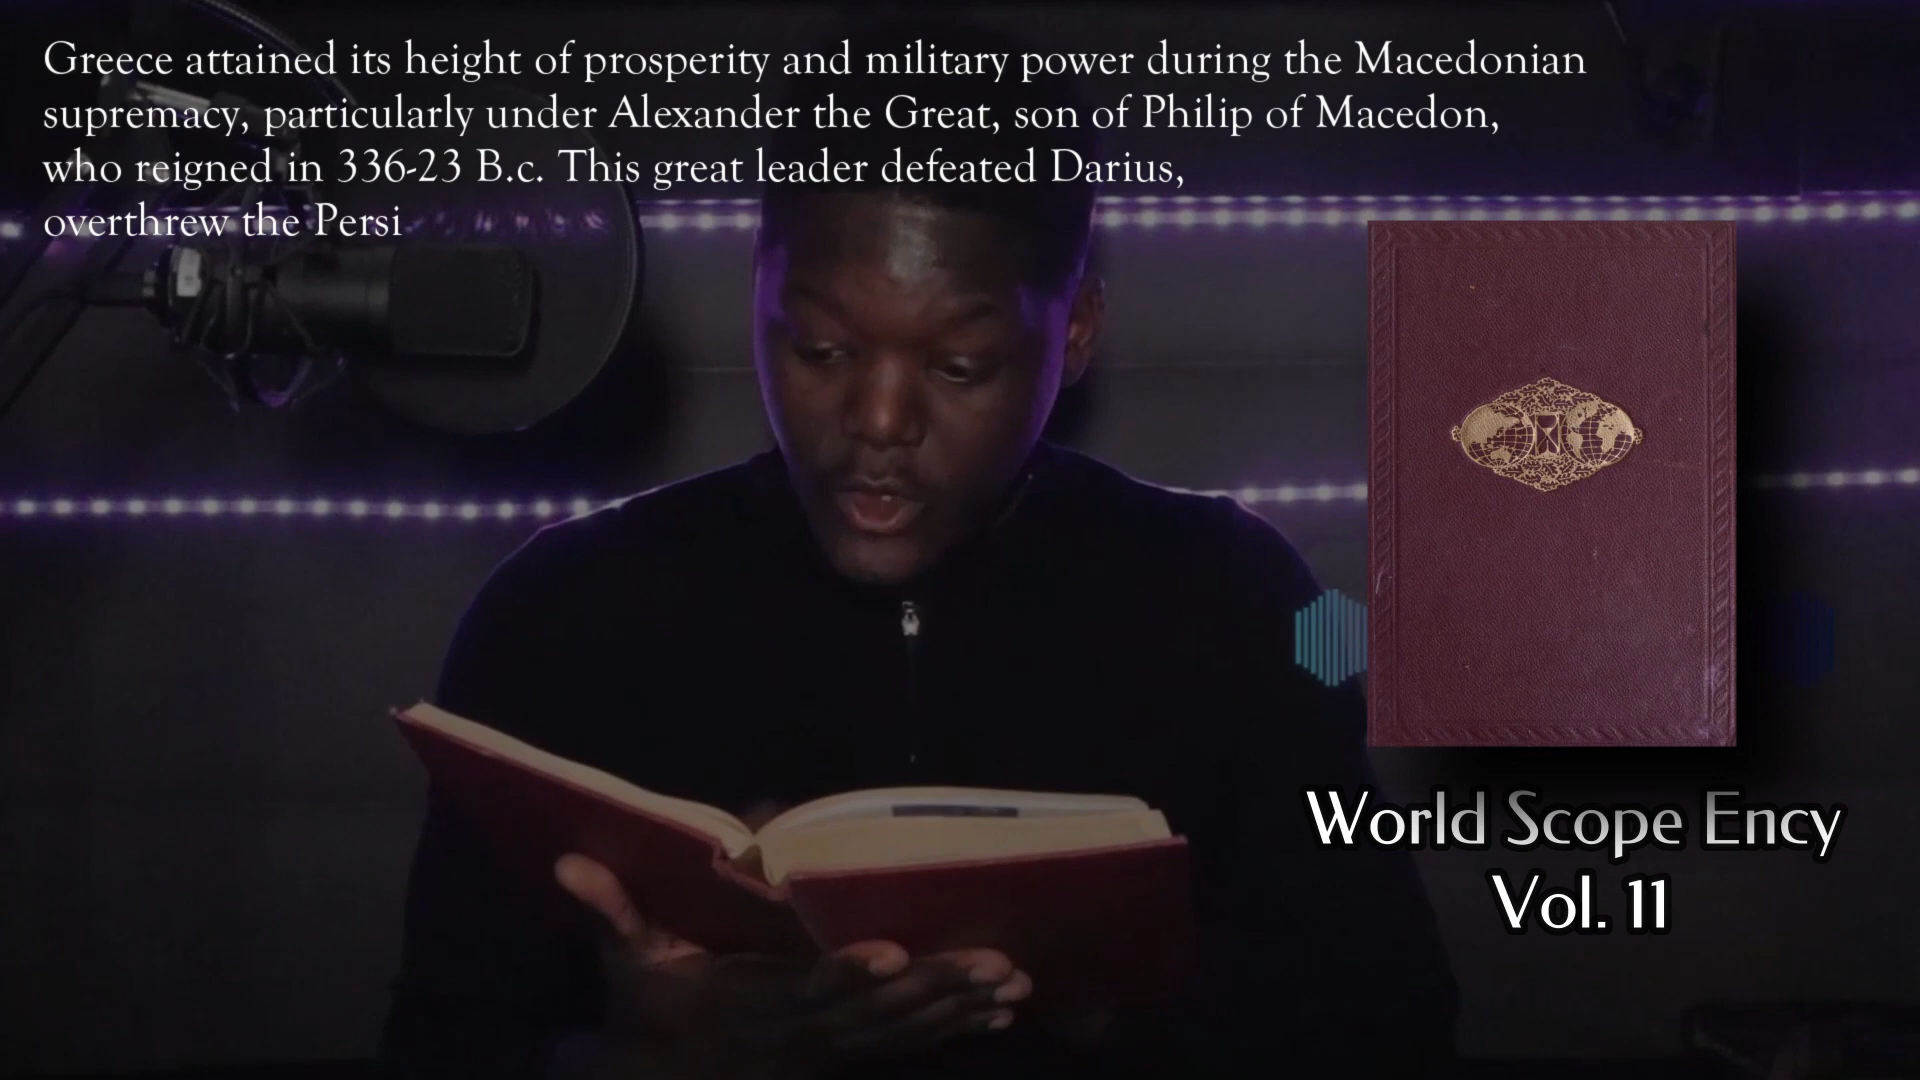 Greece attained its height of prosperity and military power during the Macedonian
supremacy, particularly under Alexander the Great, son of Philip of Macedon,
who reigned in 336-23 B.c. This great leader defeated Darius,
overthrew the Persi
World Scope Ency
Vol. 11